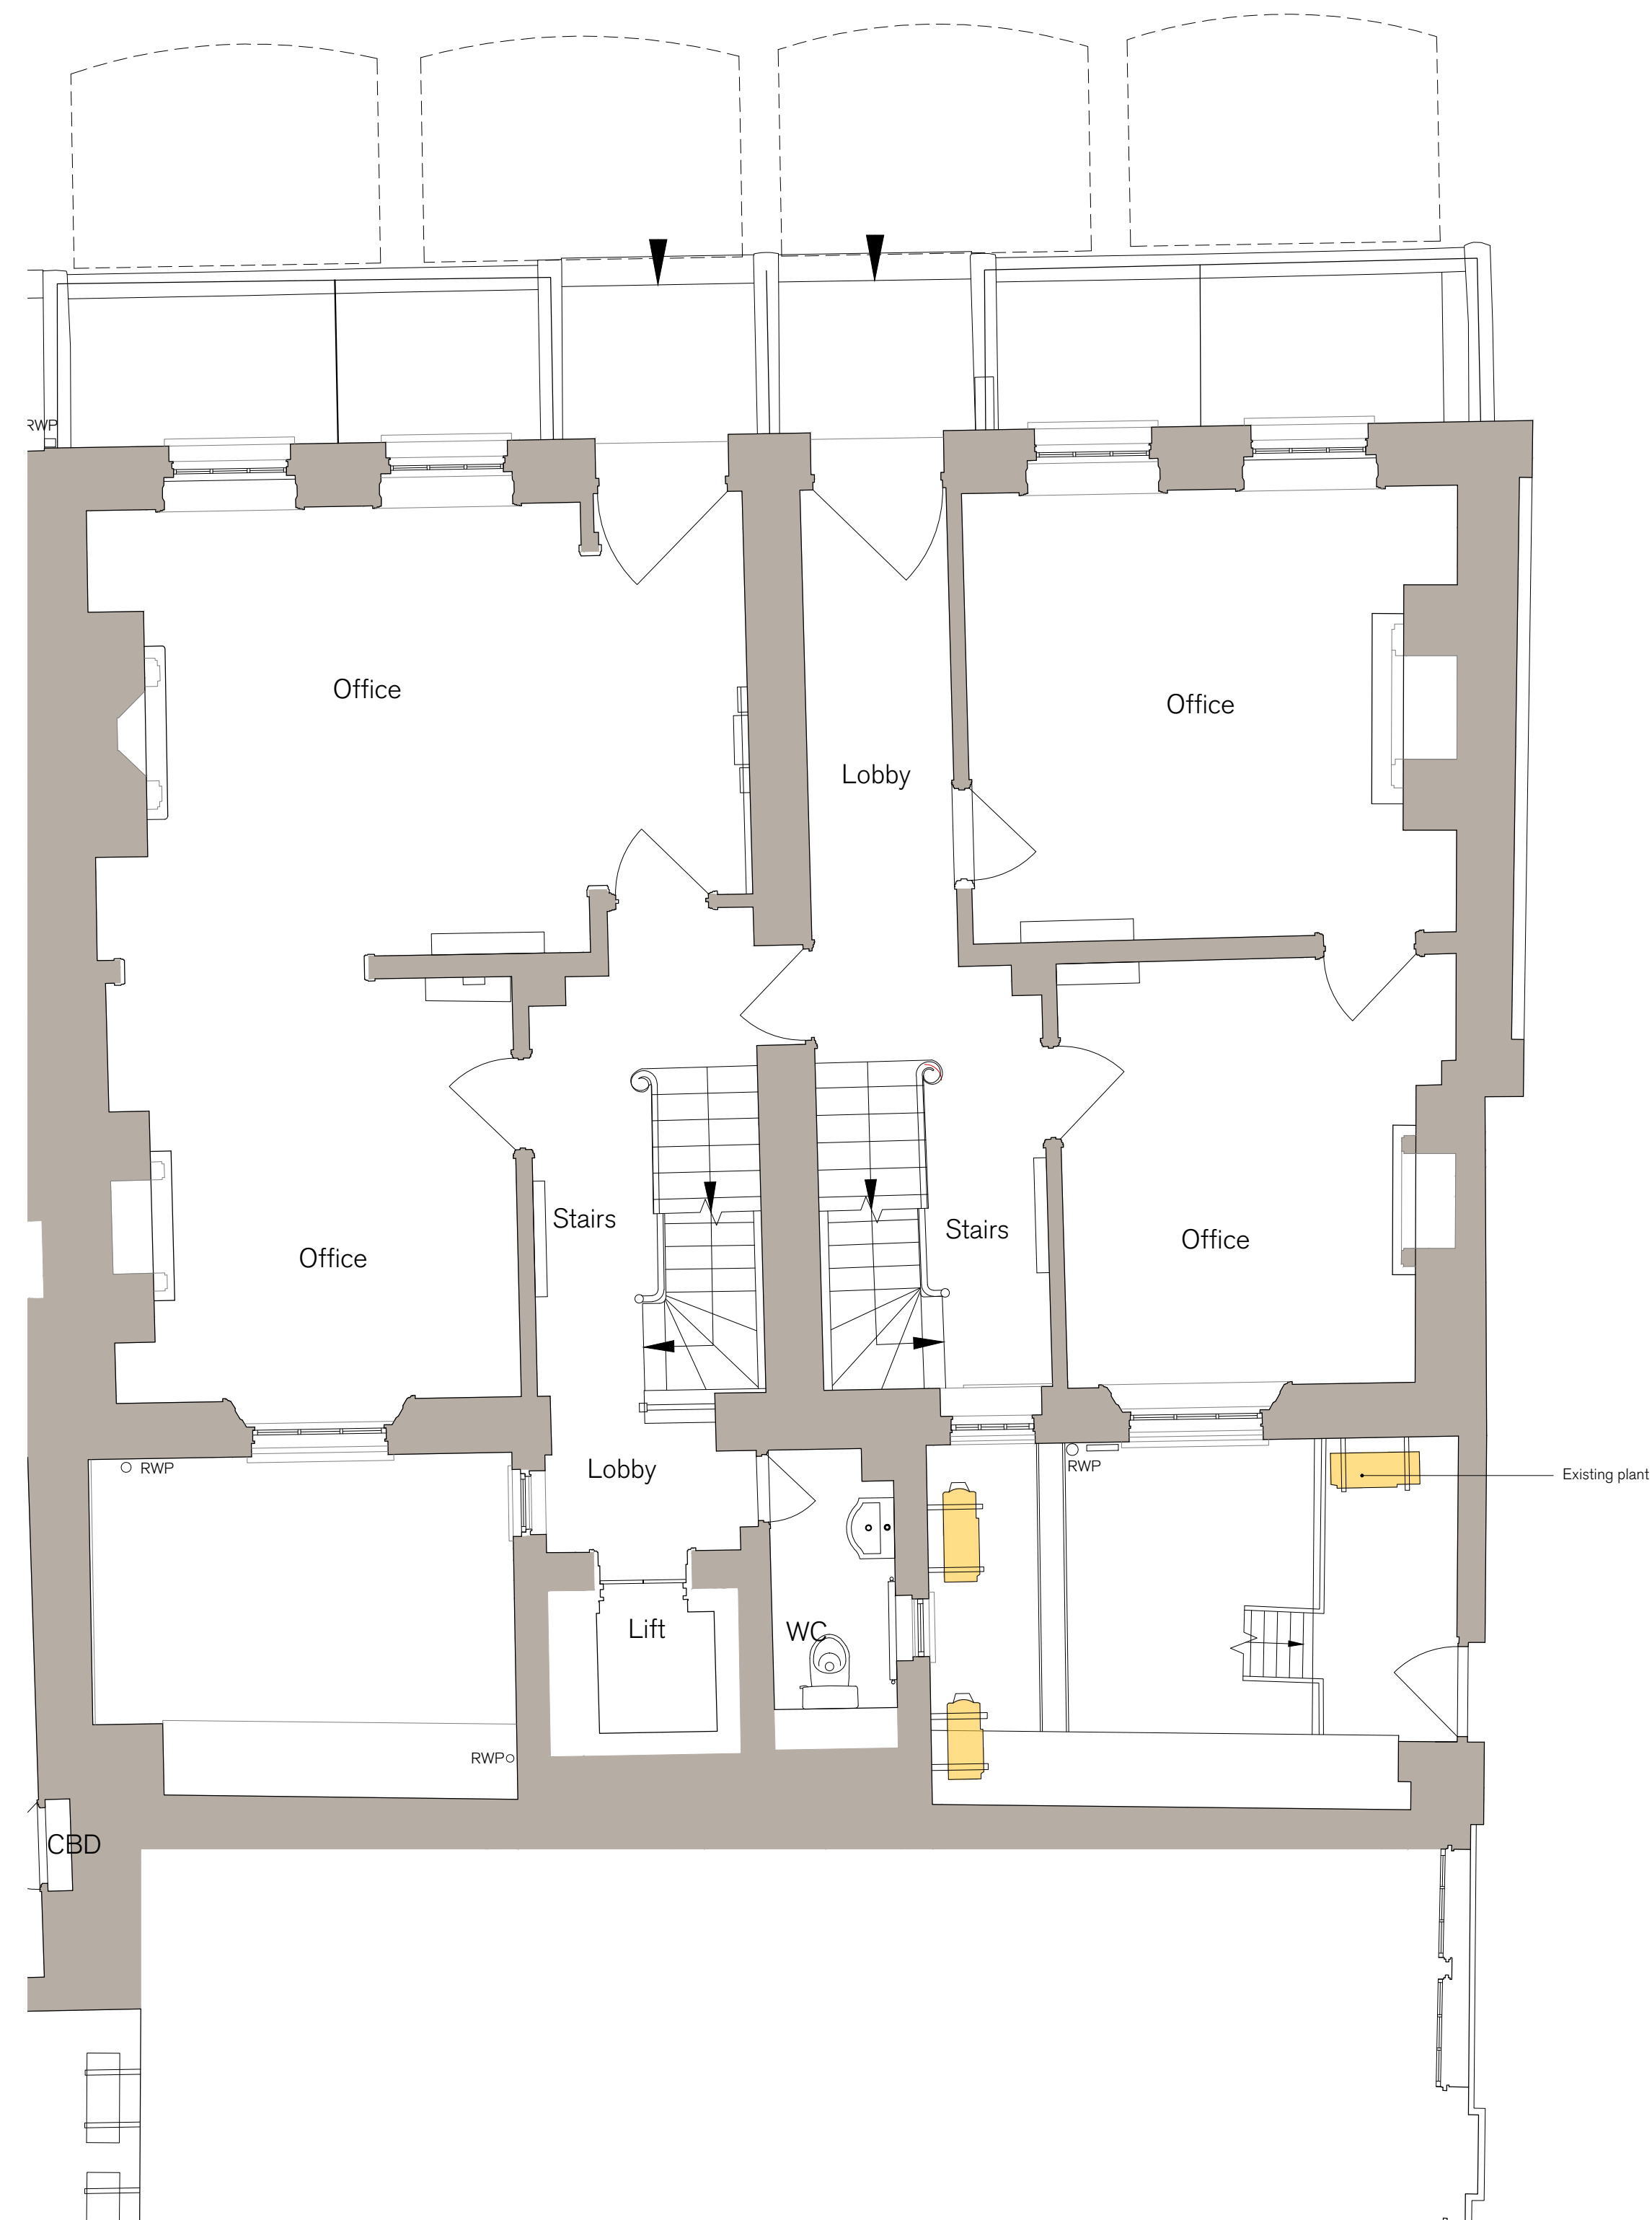 RWP
Office
Office
Lobby
Stairs
Stairs
Office
Office
Lobby
RWP
RWP
Existing plant
Lift
WC
RWP
CBD